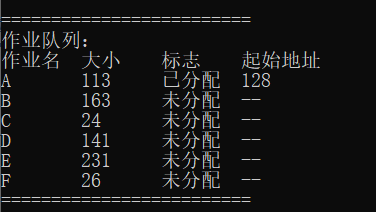 =========================
作业队列：
作业名 大小 标志 起始地址
A 113 已分配 128
B 163 未分配 --
C 24 未分配 --
D 141 未分配 --
E 231 未分配 --
F 26 未分配 --
=========================